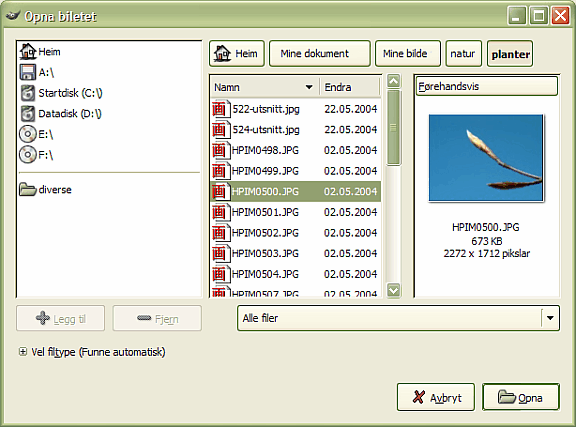 Opna biletet
Heim
A:\
Startdisk (C:\)
Datadisk (D:\)
E:\
F:\
diverse
Heim Mine dokument Mine bilde natur planter
Namn Endra
522-utsnitt.jpg 22.05.2004
524-utsnitt.jpg 22.05.2004
HPIM0498.JPG 02.05.2004
HPIM0499.JPG 02.05.2004
HPIM0500.JPG 02.05.2004
HPIM0501.JPG 02.05.2004
HPIM0502.JPG 02.05.2004
HPIM0503.JPG 02.05.2004
HPIM0504.JPG 02.05.2004
HPIM0507.JPG 02.05.2004
Førehandsvis
HPIM0500.JPG
673 KB
2272 x 1712 pikslar
Legg til Fjern
Alle filer
Vel filtype (Funne automatisk)
Avbryt Opna